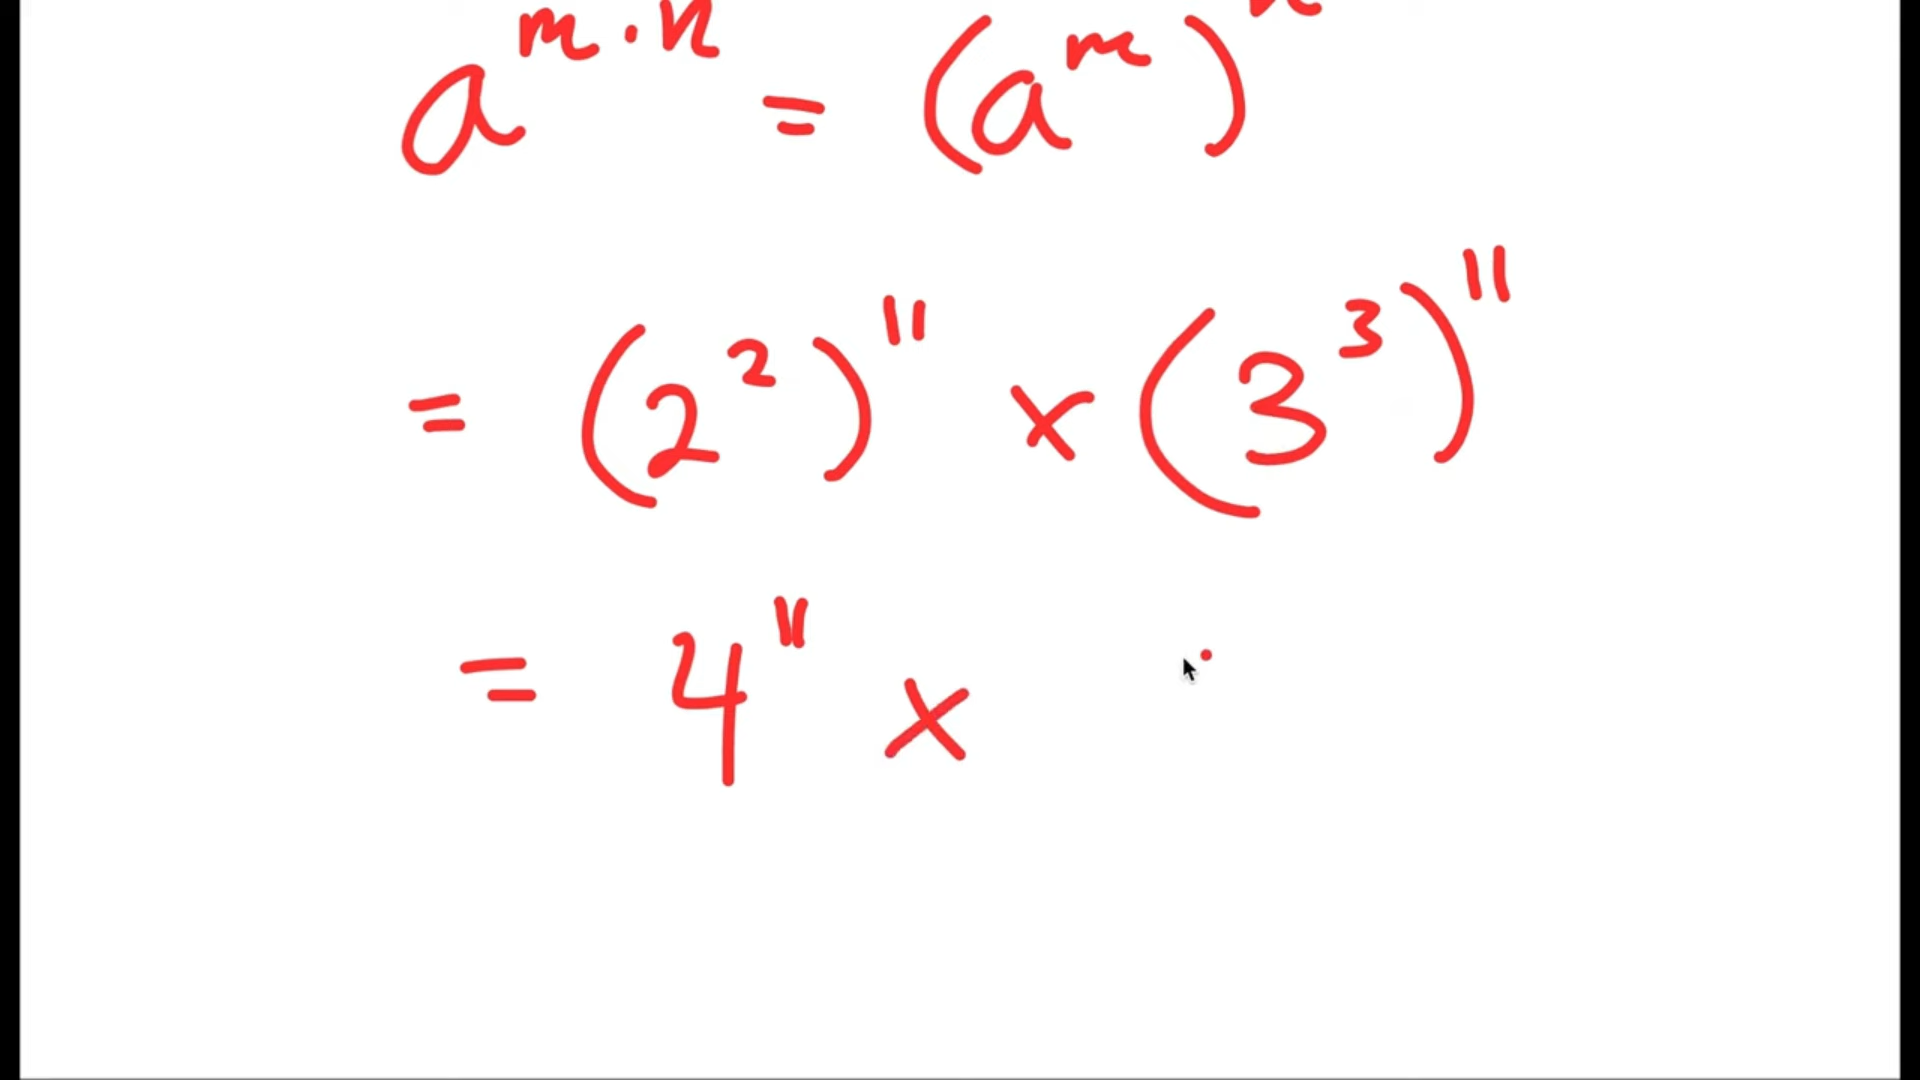 a^{m·n} = (a^m)^n
= (2^2)^{11} × (3^3)^{11}
= 4^{11} ×